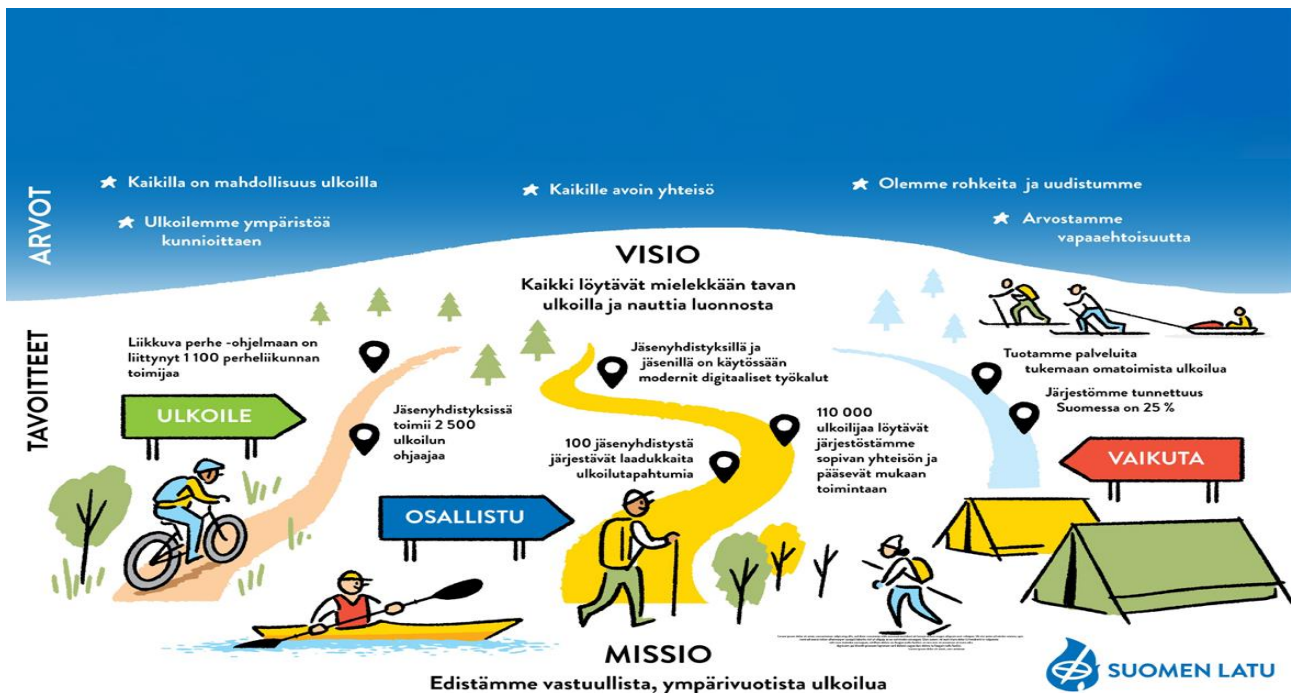 ARVOT
Kaikilla on mahdollisuus ulkoilla
Ulkoilemme ympäristöä
kunnioittaen
Kaikille avoin yhteisö
Olemme rohkeita ja uudistumme
Arvostamme
vapaaehtoisuutta
VISIO
Kaikki löytävät mielekkään tavan
ulkoilla ja nauttia luonnosta
TAVOITTEET
Liikkuva perhe -ohjelmaan on
liittynyt 1 100 perheliikunnan
toimijaa
ULKOILE
Jäsenyhdistyksissä
toimii 2 500
ulkoilun
ohjaajaa
Jäsenyhdistyksillä ja
jäsenillä on käytössään
modernit digitaaliset työkalut
100 jäsenyhdistystä
järjestävät laadukkaita
ulkoilutapahtumia
110 000
ulkoilijaa löytävät
järjestöstämme
sopivan yhteisön ja
pääsevät mukaan
toimintaan
OSALLISTU
Tuotamme palveluita
tukemaan omatoimista ulkoilua
Järjestömme tunnettuus
Suomessa on 25 %
VAIKUTA
MISSIO
Edistämme vastuullista, ympärivuotista ulkoilua
SUOMEN LATU